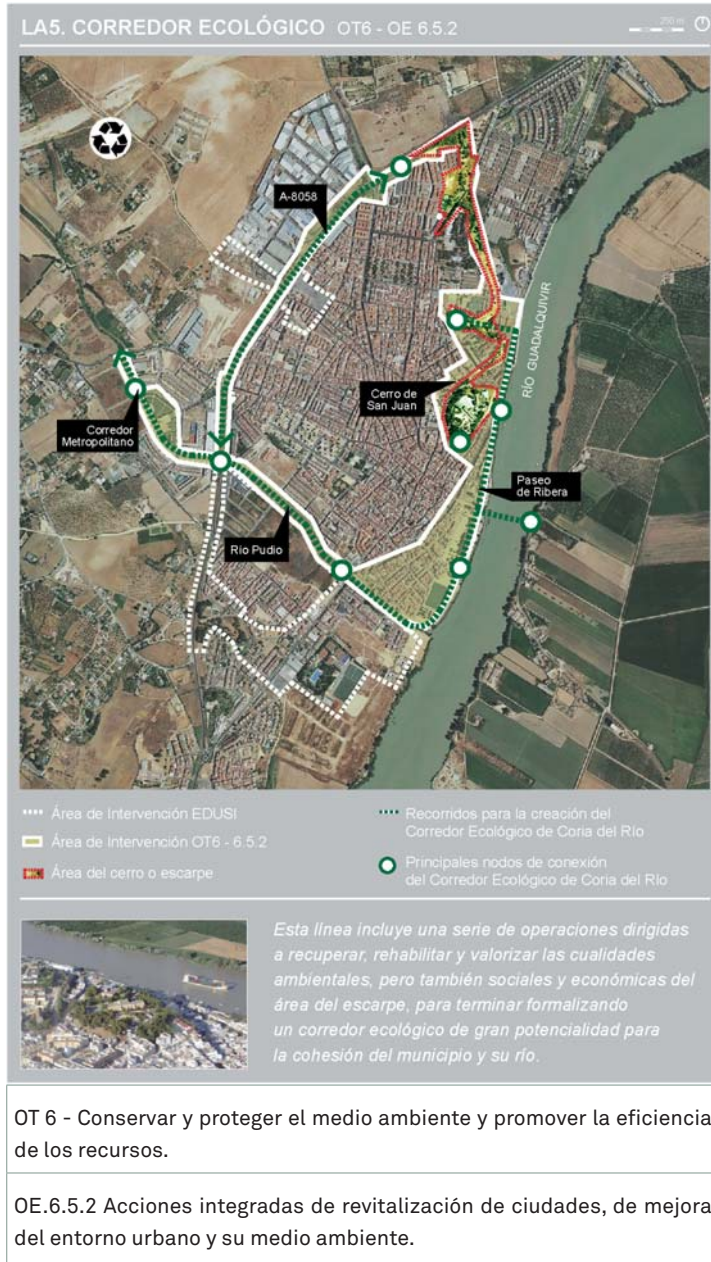 LA5. CORREDOR ECOLÓGICO OT6 - OE 6.5.2
250 m
A-8058
RÍO GUADALQUIVIR
Cerro de
San Juan
Corredor
Metropolitano
Paseo
de Ribera
Río Pudio
Área de Intervención EDUSI
Área de Intervención OT6 - 6.5.2
Área del cerro o escarpe
Recorridos para la creación del
Corredor Ecológico de Coria del Río
Principales nodos de conexión
del Corredor Ecológico de Coria del Río
Esta línea incluye una serie de operaciones dirigidas
a recuperar, rehabilitar y valorizar las cualidades
ambientales, pero también sociales y económicas del
área del escarpe, para terminar formalizando
un corredor ecológico de gran potencialidad para
la cohesión del municipio y su río.
OT 6 - Conservar y proteger el medio ambiente y promover la eficiencia
de los recursos.
OE.6.5.2 Acciones integradas de revitalización de ciudades, de mejora
del entorno urbano y su medio ambiente.